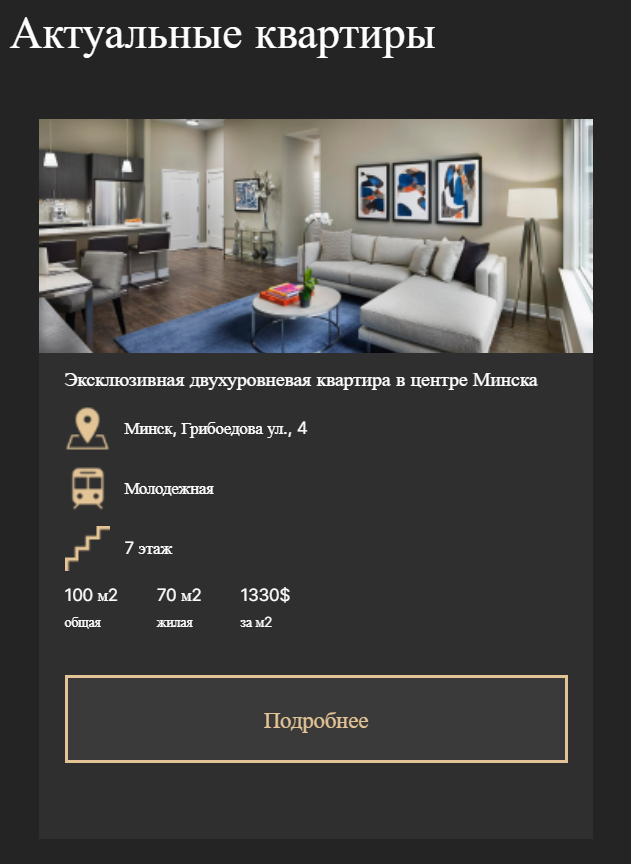 Актуальные квартиры
Эксклюзивная двухуровневая квартира в центре Минска
Минск, Грибоедова ул., 4
Молодежная
7 этаж
100 м2 70 м2 1330$
общая жилая за м2
Подробнее